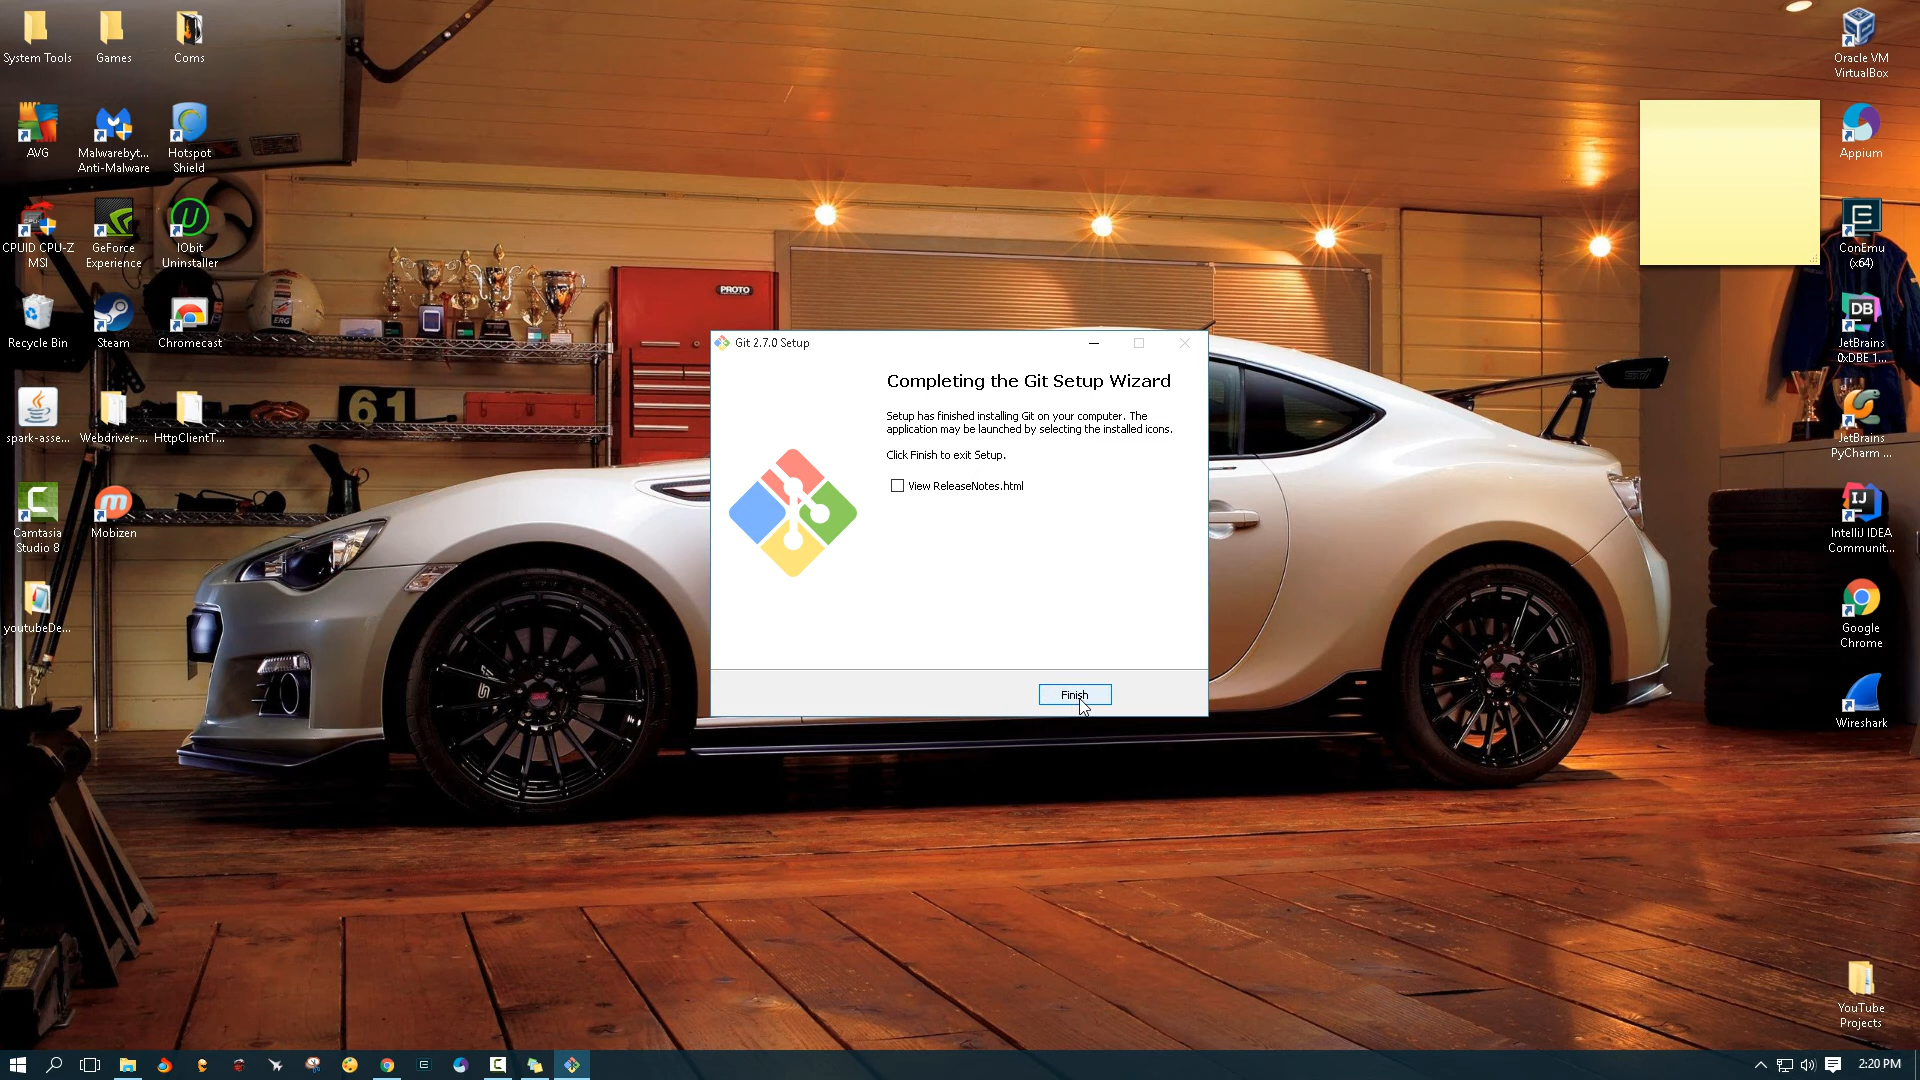 System Tools
Games
Coms
AVG
Malwarebyt...
Anti-Malware
Hotspot
Shield
CPUID CPU-Z
MSI
GeForce
Experience
IObit
Uninstaller
Recycle Bin
Steam
Chromecast
spark-asse...
Webdriver-...
HttpClientT...
Camtasia
Studio 8
Mobizen
youtubeDe...
ERG
61
PROTO
Git 2.7.0 Setup
Completing the Git Setup Wizard
Setup has finished installing Git on your computer. The
application may be launched by selecting the installed icons.
Click Finish to exit Setup.
View ReleaseNotes.html
Finish
Oracle VM
VirtualBox
Appium
ConEmu
(x64)
DB
JetBrains
0xDBE 1...
JetBrains
PyCharm ...
IJ
IntelliJ IDEA
Communit...
Google
Chrome
Wireshark
YouTube
Projects
2:20 PM